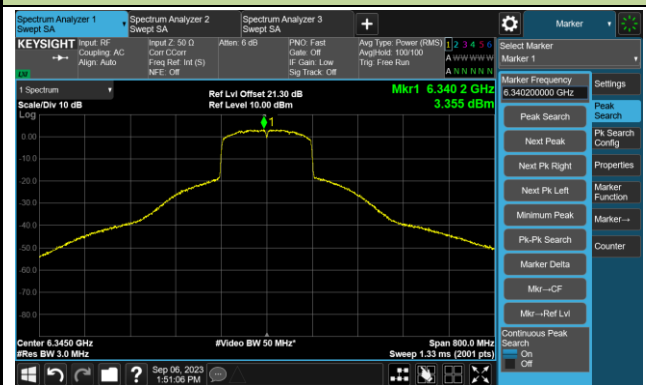 Spectrum Analyzer 1
Swept SA
Spectrum Analyzer 2
Swept SA
Spectrum Analyzer 3
Swept SA
+
Marker
KEYSIGHT
Input: RF
Coupling: AC
Align: Auto
Input Z: 50 Ω
Corr CCorr
Freq Ref: Int (S)
NFE: Off
Atten: 6 dB
PNO: Fast
Gate: Off
IF Gain: Low
Sig Track: Off
Avg Type: Power (RMS)
Avg|Hold: 100/100
Trig: Free Run
1 2 3 4 5 6
A W W W W W
A N N N N N
LXI
Select Marker
Marker 1
1 Spectrum
Scale/Div 10 dB
Log
Ref Lvl Offset 21.30 dB
Ref Level 10.00 dBm
Mkr1 6.340 2 GHz
3.355 dBm
1
0.00
-10.0
-20.0
-30.0
-40.0
-50.0
-60.0
-70.0
-80.0
Center 6.3450 GHz
#Res BW 3.0 MHz
#Video BW 50 MHz*
Span 800.0 MHz
Sweep 1.33 ms (2001 pts)
Marker Frequency
6.340200000 GHz
Peak Search
Next Peak
Next Pk Right
Next Pk Left
Minimum Peak
Pk-Pk Search
Marker Delta
Mkr→CF
Mkr→Ref Lvl
Continuous Peak
Search
On
Off
Settings
Peak
Search
Pk Search
Config
Properties
Marker
Function
Marker→
Counter
?
Sep 06, 2023
1:51:06 PM